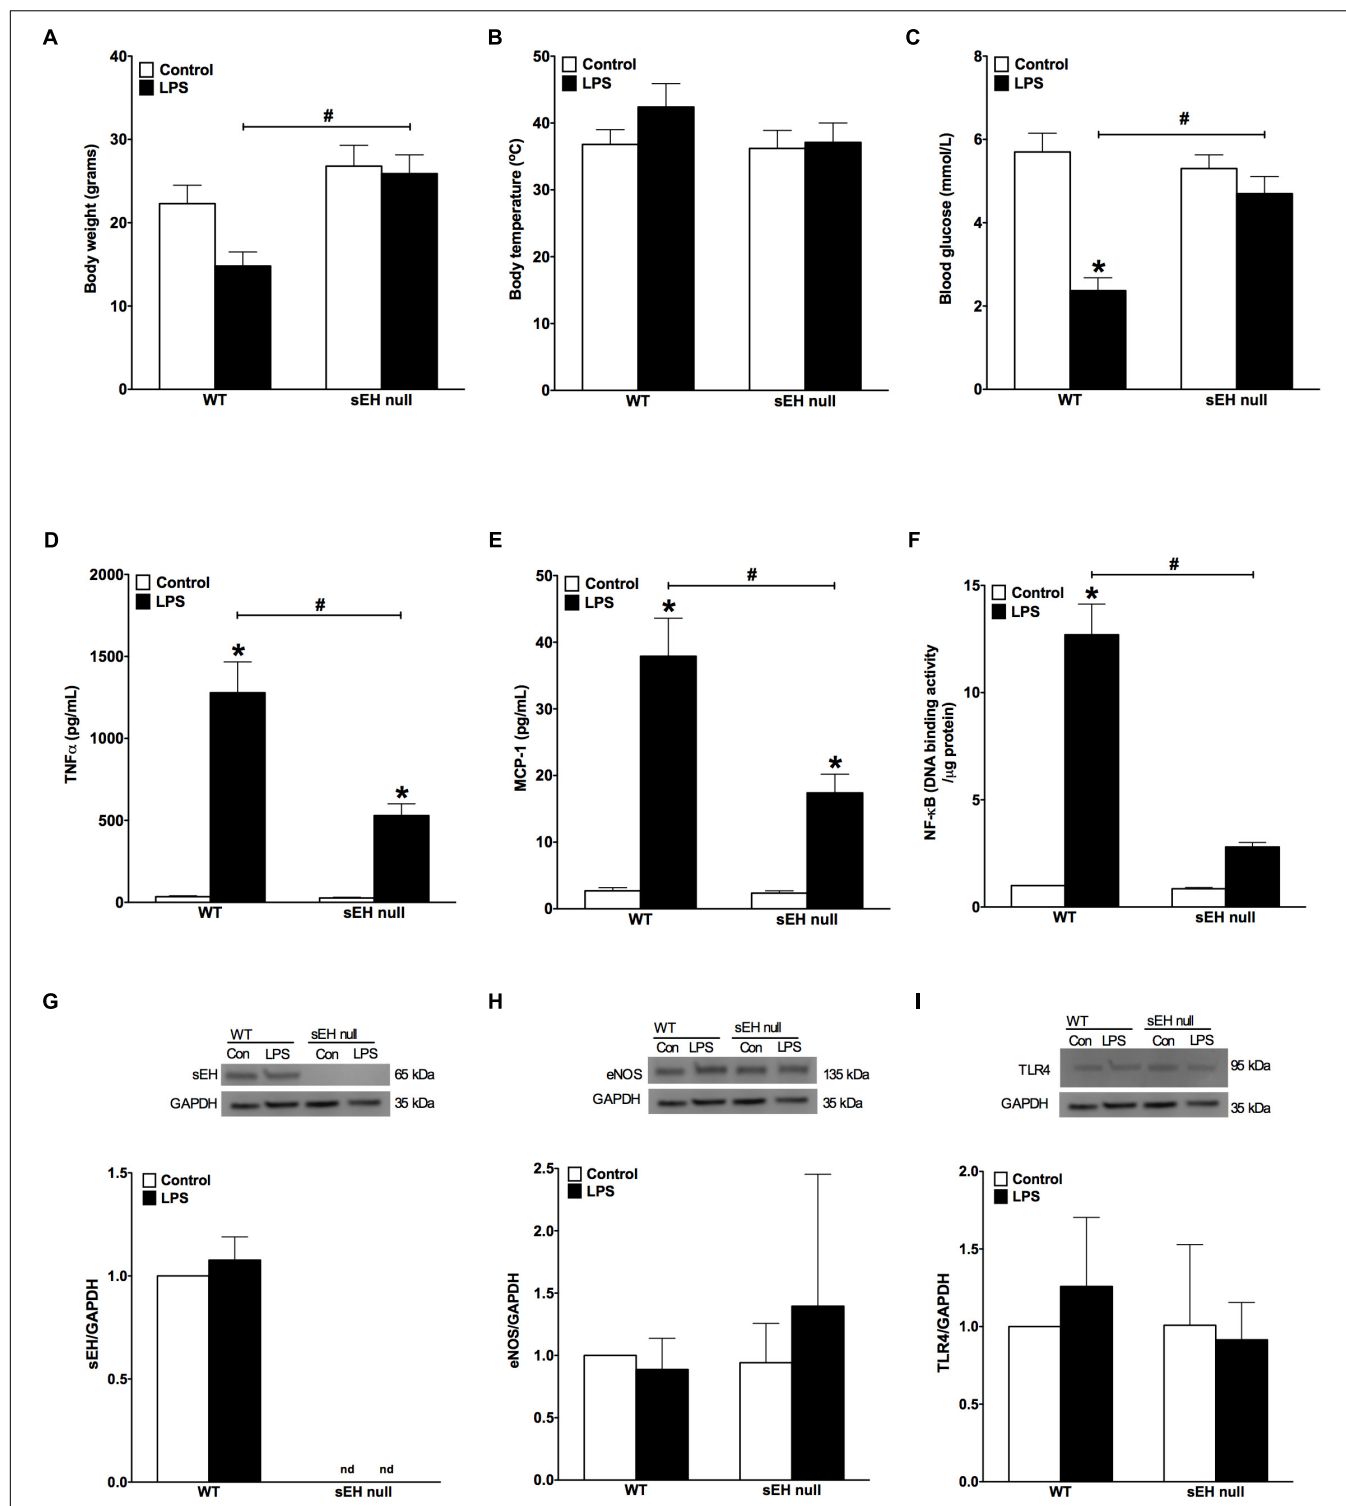 A
Control
LPS
#
Body weight (grams)
40
30
20
10
0
WT
sEH null
B
Control
LPS
Body temperature (ºC)
50
40
30
20
10
0
WT
sEH null
C
Control
LPS
#
*
Blood glucose (mmol/L)
8
6
4
2
0
WT
sEH null
D
Control
LPS
#
*
*
TNFα (pg/mL)
2000
1500
1000
500
0
WT
sEH null
E
Control
LPS
#
*
*
MCP-1 (pg/mL)
50
40
30
20
10
0
WT
sEH null
F
Control
LPS
#
*
NF-κB (DNA binding activity
/μg protein)
15
10
5
0
WT
sEH null
G
WT
sEH null
Con LPS Con LPS
sEH
65 kDa
GAPDH
35 kDa
Control
LPS
sEH/GAPDH
1.5
1.0
0.5
0.0
nd nd
WT
sEH null
H
WT
sEH null
Con LPS Con LPS
eNOS
135 kDa
GAPDH
35 kDa
Control
LPS
eNOS/GAPDH
2.5
2.0
1.5
1.0
0.5
0.0
WT
sEH null
I
WT
sEH null
Con LPS Con LPS
TLR4
95 kDa
GAPDH
35 kDa
Control
LPS
TLR4/GAPDH
2.0
1.5
1.0
0.5
0.0
WT
sEH null